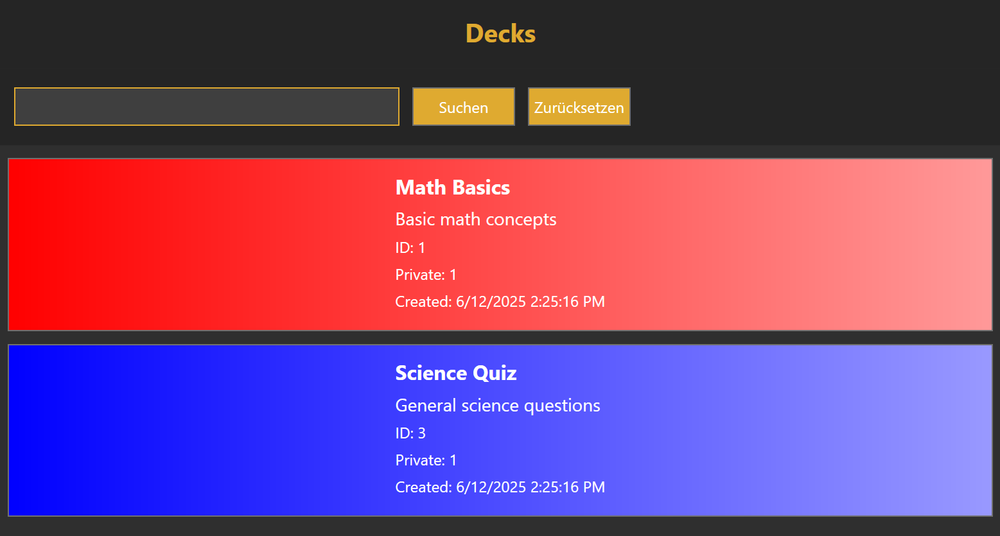 Decks
Suchen Zurücksetzen
Math Basics
Basic math concepts
ID: 1
Private: 1
Created: 6/12/2025 2:25:16 PM
Science Quiz
General science questions
ID: 3
Private: 1
Created: 6/12/2025 2:25:16 PM